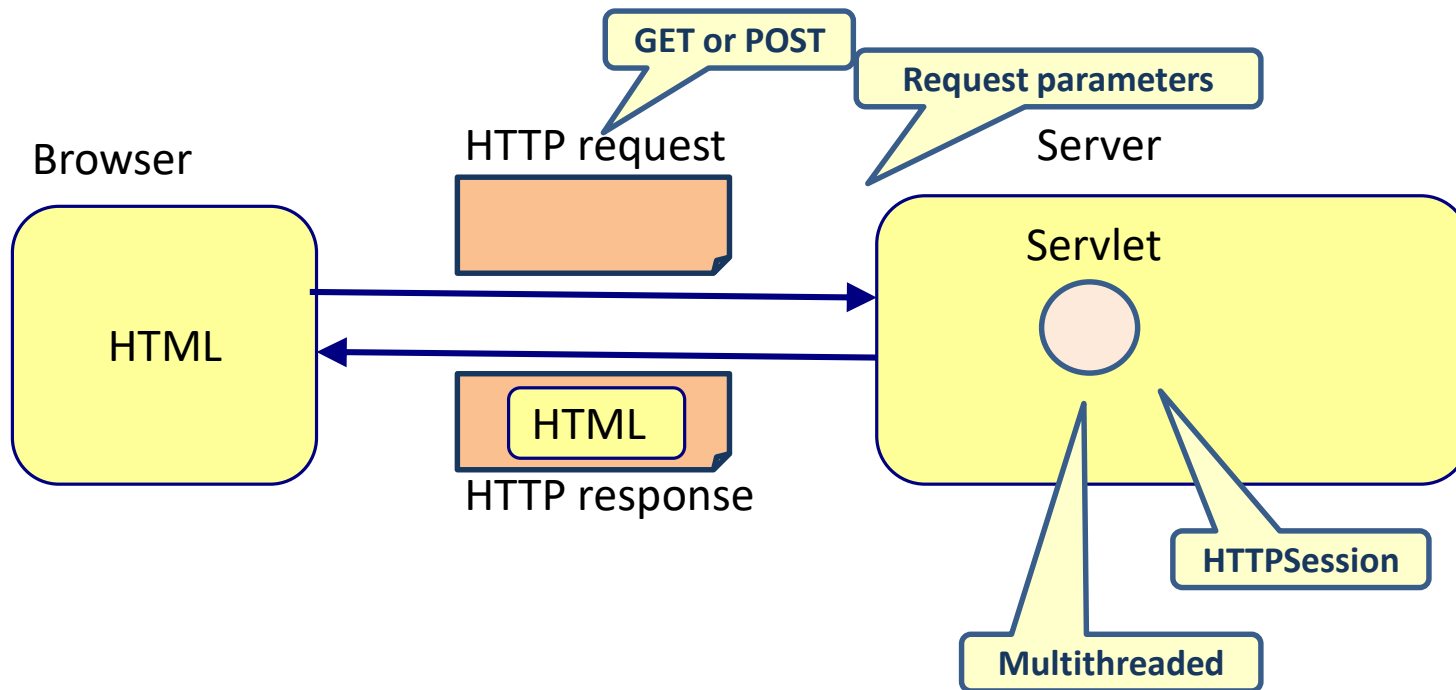 GET or POST
Request parameters
HTTP request
Server
Browser
Servlet
HTML
HTML
HTTP response
HTTPSession
Multithreaded